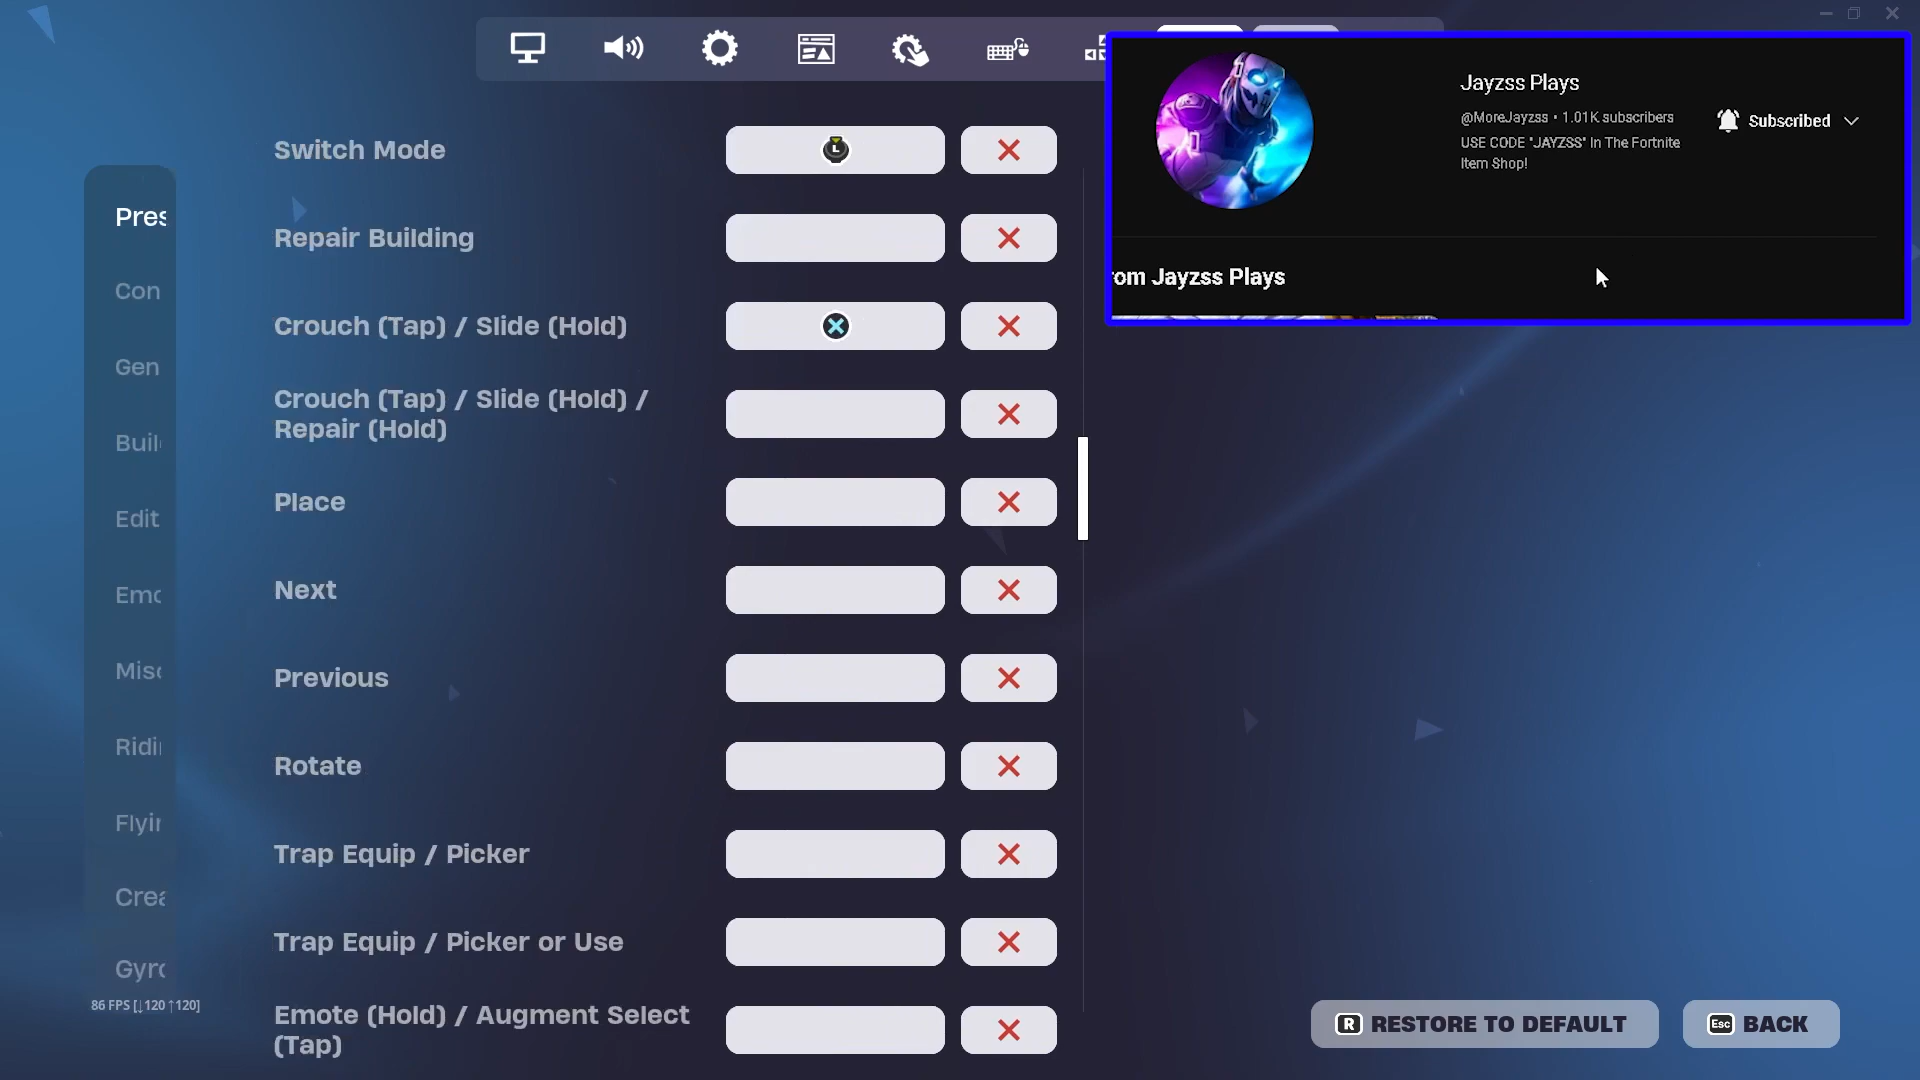 Switch Mode
L
Repair Building
Crouch (Tap) / Slide (Hold)
Crouch (Tap) / Slide (Hold) /
Repair (Hold)
Place
Next
Previous
Rotate
Trap Equip / Picker
Trap Equip / Picker or Use
Emote (Hold) / Augment Select
(Tap)
Pres
Con
Gen
Buil
Edit
Emo
Misc
Ridi
Flyi
Crea
Gyro
86 FPS [↓120↑120]
Jayzss Plays
@MoreJayzss • 1.01K subscribers
USE CODE "JAYZSS" In The Fortnite
Item Shop!
Subscribed
rom Jayzss Plays
R RESTORE TO DEFAULT
Esc BACK